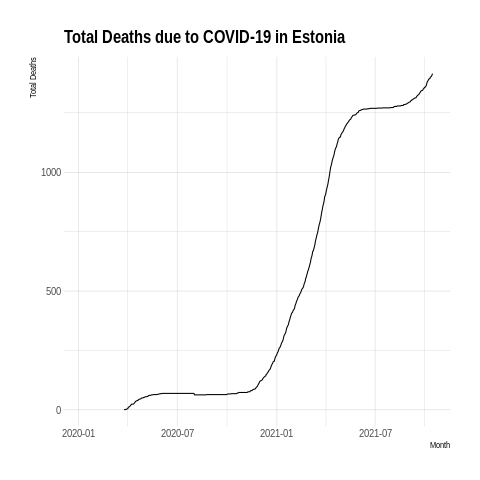 Total Deaths due to COVID-19 in Estonia
Total Deaths
1000
500
0
2020-01 2020-07 2021-01 2021-07
Month